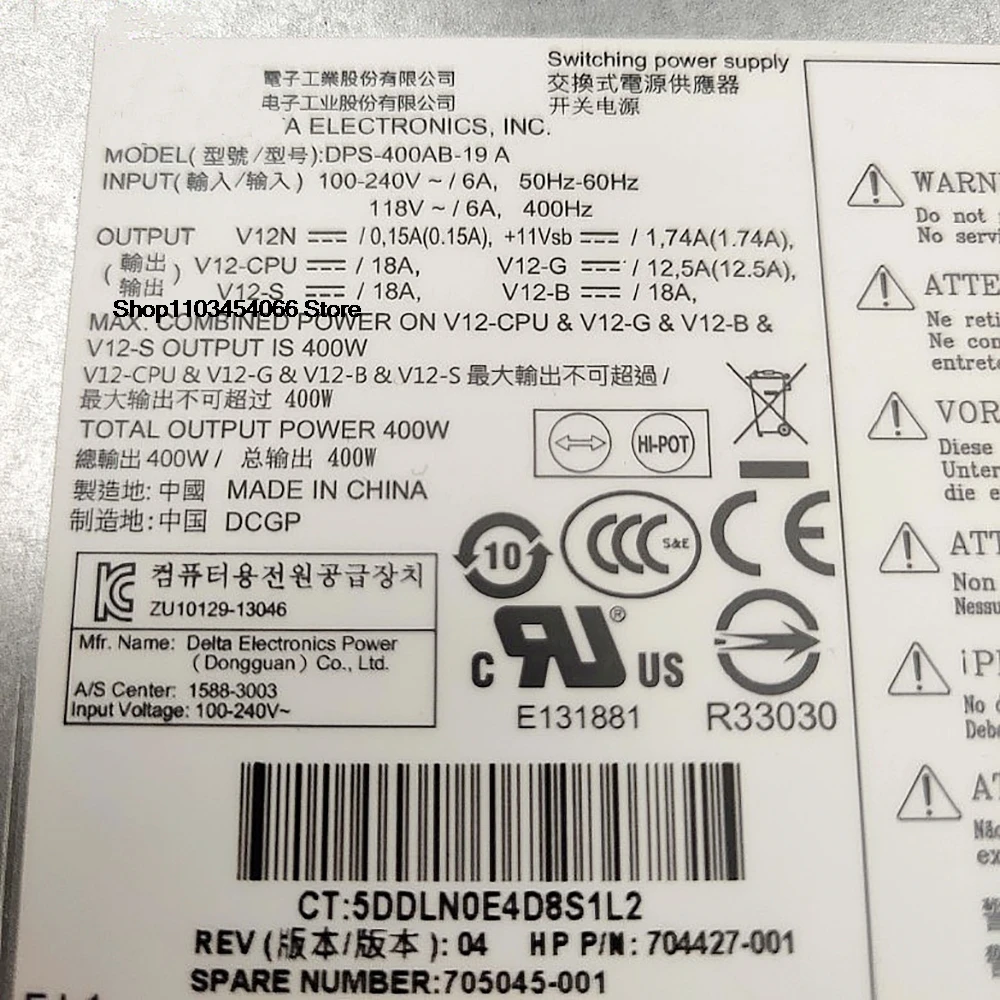 Switching power supply
電子工業股份有限公司 交換式電源供應器
电子工业股份有限公司 开关电源
A ELECTRONICS, INC.
MODEL(型號/型号):DPS-400AB-19 A
INPUT(輸入/输入) 100-240V ~ / 6A, 50Hz-60Hz
118V ~ / 6A, 400Hz
OUTPUT V12N ⎓ / 0,15A(0.15A), +11Vsb ⎓ / 1,74A(1.74A),
(輸出/输出) V12-CPU ⎓ / 18A, V12-G ⎓ / 12,5A(12.5A),
V12-S ⎓ / 18A, V12-B ⎓ / 18A,
Shop1103454066 Store
MAX. COMBINED POWER ON V12-CPU & V12-G & V12-B &
V12-S OUTPUT IS 400W
V12-CPU & V12-G & V12-B & V12-S 最大輸出不可超過 /
最大输出不可超过 400W
TOTAL OUTPUT POWER 400W
總輸出 400W / 总输出 400W
製造地: 中國 MADE IN CHINA
制造地: 中国 DCGP
HI-POT
10
CCC S&E
CE
컴퓨터용전원공급장치
ZU10129-13046
Mfr. Name: Delta Electronics Power
(Dongguan) Co., Ltd.
A/S Center: 1588-3003
Input Voltage: 100-240V~
c RU ® US
E131881
R33030
CT:5DDLN0E4D8S1L2
REV (版本/版本): 04 HP P/N: 704427-001
SPARE NUMBER:705045-001
WARN
Do not
No servi
ATTE
Ne reti
Ne con
entrete
VOR
Diese
Unter
die e
ATT
Non
Nessu
¡PI
No
Deb
AT
Não
ex
警
警